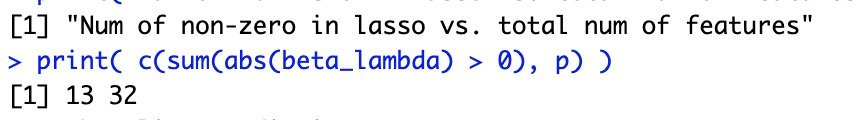 [1] "Num of non-zero in lasso vs. total num of features"
> print( c(sum(abs(beta_lambda) > 0), p) )
[1] 13 32